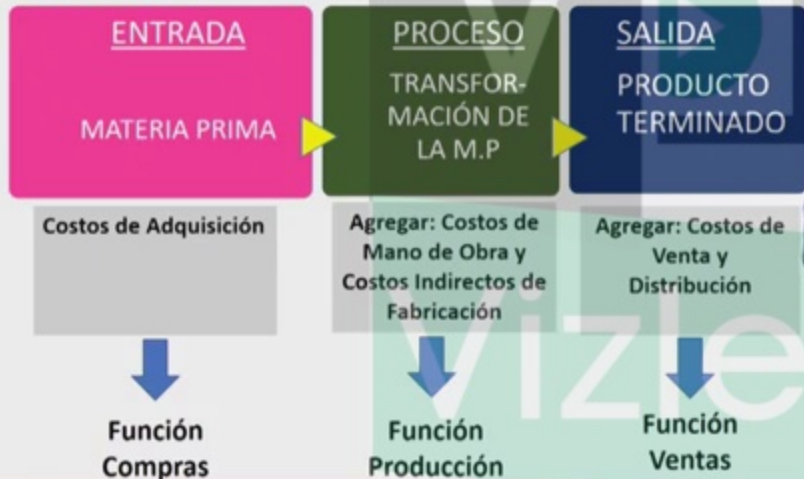 ENTRADA
MATERIA PRIMA
PROCESO
TRANSFOR-
MACIÓN DE
LA M.P
SALIDA
PRODUCTO
TERMINADO
Costos de Adquisición
Agregar: Costos de
Mano de Obra y
Costos Indirectos de
Fabricación
Agregar: Costos de
Venta y
Distribución
Función
Compras
Función
Producción
Función
Ventas
Vizle